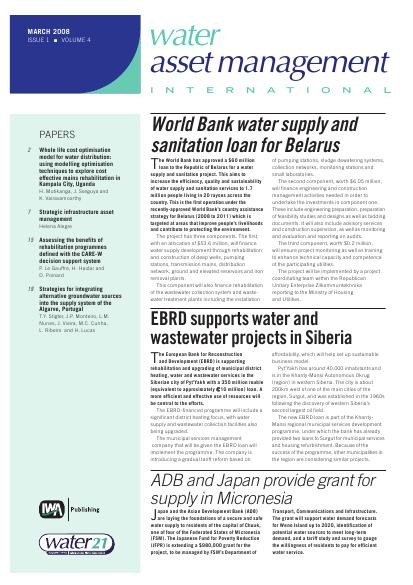 MARCH 2008
ISSUE 1 ■ VOLUME 4
water
asset management
INTERNATIONAL
PAPERS
2 Whole life cost optimisation
model for water distribution:
using modelling optimisation
techniques to explore cost
effective mains rehabilitation in
Kampala City, Uganda
H. Mutikanga, J. Sseguya and
K. Vairavamoorthy
7 Strategic infrastructure asset
management
Helena Alegre
13 Assessing the benefits of
rehabilitation programmes
defined with the CARE-W
decision support system
P. Le Gauffre, H. Haidar and
D. Poinard
18 Strategies for integrating
alternative groundwater sources
into the supply system of the
Algarve, Portugal
T.Y. Stigter, J.P. Monteiro, L.M.
Nunes, J. Vieira, M.C. Cunha,
L. Ribeiro and H. Lucas
IWA Publishing
water21
World Bank water supply and
sanitation loan for Belarus
The World Bank has approved a $60 million
loan to the Republic of Belarus for a water
supply and sanitation project. This aims to
increase the efficiency, quality and sustainability
of water supply and sanitation services to 1.7
million people living in 20 rayons across the
country. This is the first operation under the
recently-approved World Bank's country assistance
strategy for Belarus (2008 to 2011) which is
targeted at areas that improve people's livelihoods
and contribute to protecting the environment.
The project has three components. The first,
with an allocation of $53.6 million, will finance
water supply development through rehabilitation
and construction of deep wells, pumping
stations, transmission mains, distribution
network, ground and elevated reservoirs and iron
removal plants.
This component will also finance rehabilitation
of the wastewater collection system and waste-
water treatment plants including the installation
of pumping stations, sludge dewatering systems,
collection networks, monitoring stations and
small laboratories.
The second component, worth $6.05 million,
will finance engineering and construction
management activities needed in order to
undertake the investments in component one.
These include engineering preparation, preparation
of feasibility studies and designs as well as bidding
documents. It will also include advisory services
and construction supervision, as well as monitoring
and evaluation and reporting on audits.
The third component, worth $0.2 million,
will ensure project monitoring as well as training
to enhance technical capacity and competence
of the participating utilities.
The project will be implemented by a project
coordinating team within the Republican
Unitary Enterprise Zilkomuntekhnika
reporting to the Ministry of Housing
and Utilities.
EBRD supports water and
wastewater projects in Siberia
The European Bank for Reconstruction
and Development (EBRD) is supporting
rehabilitation and upgrading of municipal district
heating, water and wastewater services in the
Siberian city of Pyt'Yakh with a 350 million rouble
(equivalent to approximately €10 million) loan. A
more efficient and effective use of resources will
be central to the efforts.
The EBRD-financed programme will include a
significant district heating focus, with water
supply and wastewater collection facilities also
being upgraded.
The municipal services management
company that will be given the EBRD loan will
implement the programme. The company is
introducing a gradual tariff reform based on
affordability, which will help set up sustainable
business model.
Pyt'Yakh has around 40,000 inhabitants and
is in the Khanty-Mansi Autonomous Okrug
(region) in western Siberia. The city is about
200km west of one of the main cities of the
region, Surgut, and was established in the 1960s
following the discovery of western Siberia's
second largest oil field.
The new EBRD loan is part of the Khanty-
Mansi regional municipal services development
programme, under which the bank has already
provided two loans to Surgut for municipal services
and housing refurbishment. Because of the
success of the programme, other municipalities in
the region are considering similar projects.
ADB and Japan provide grant for
supply in Micronesia
Japan and the Asian Development Bank (ADB)
are laying the foundations of a secure and safe
water supply to residents of the capital of Chuuk,
one of four of the Federated States of Micronesia
(FSM). The Japanese Fund for Poverty Reduction
(JFPR) is extending a $980,000 grant for the
project, to be managed by FSM's Department of
Transport, Communications and Infrastructure.
The grant will support water demand forecasts
for Weno Island up to 2020, identification of
potential water sources to meet long-term
demand, and a tariff study and survey to gauge
the willingness of residents to pay for efficient
water service.